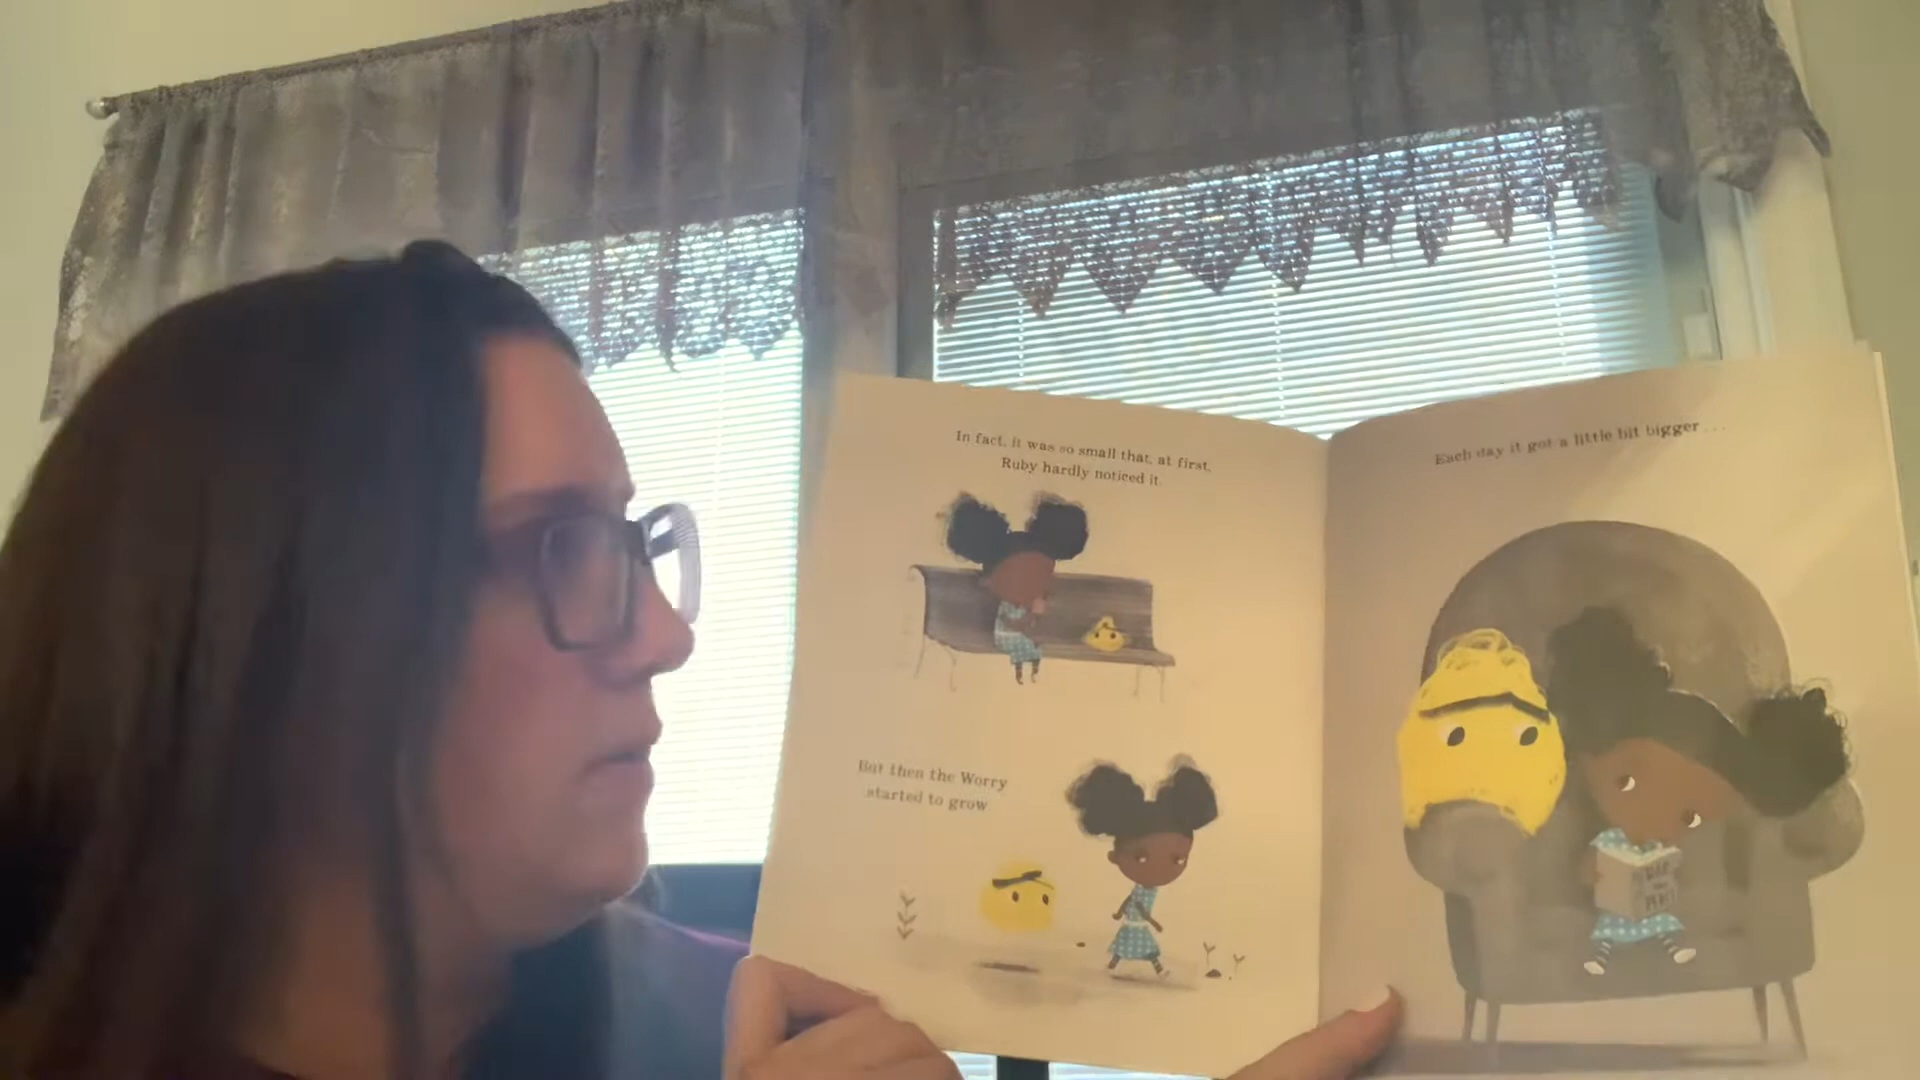 In fact, it was so small that, at first,
Ruby hardly noticed it.
But then the Worry
started to grow
Each day it got a little bit bigger . . .